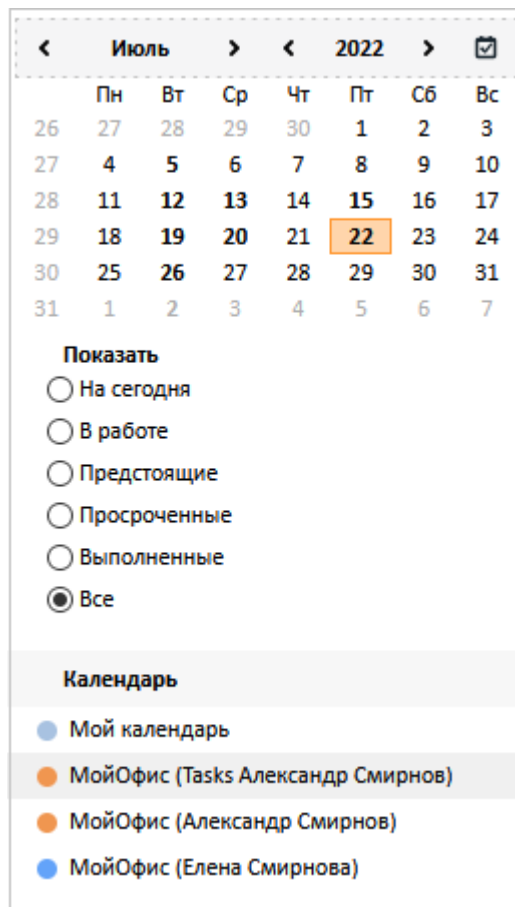 Июль 2022
Пн Вт Ср Чт Пт Сб Вс
26 27 28 29 30 1 2 3
27 4 5 6 7 8 9 10
28 11 12 13 14 15 16 17
29 18 19 20 21 22 23 24
30 25 26 27 28 29 30 31
31 1 2 3 4 5 6 7
Показать
На сегодня
В работе
Предстоящие
Просроченные
Выполненные
Все
Календарь
Мой календарь
МойОфис (Tasks Александр Смирнов)
МойОфис (Александр Смирнов)
МойОфис (Елена Смирнова)